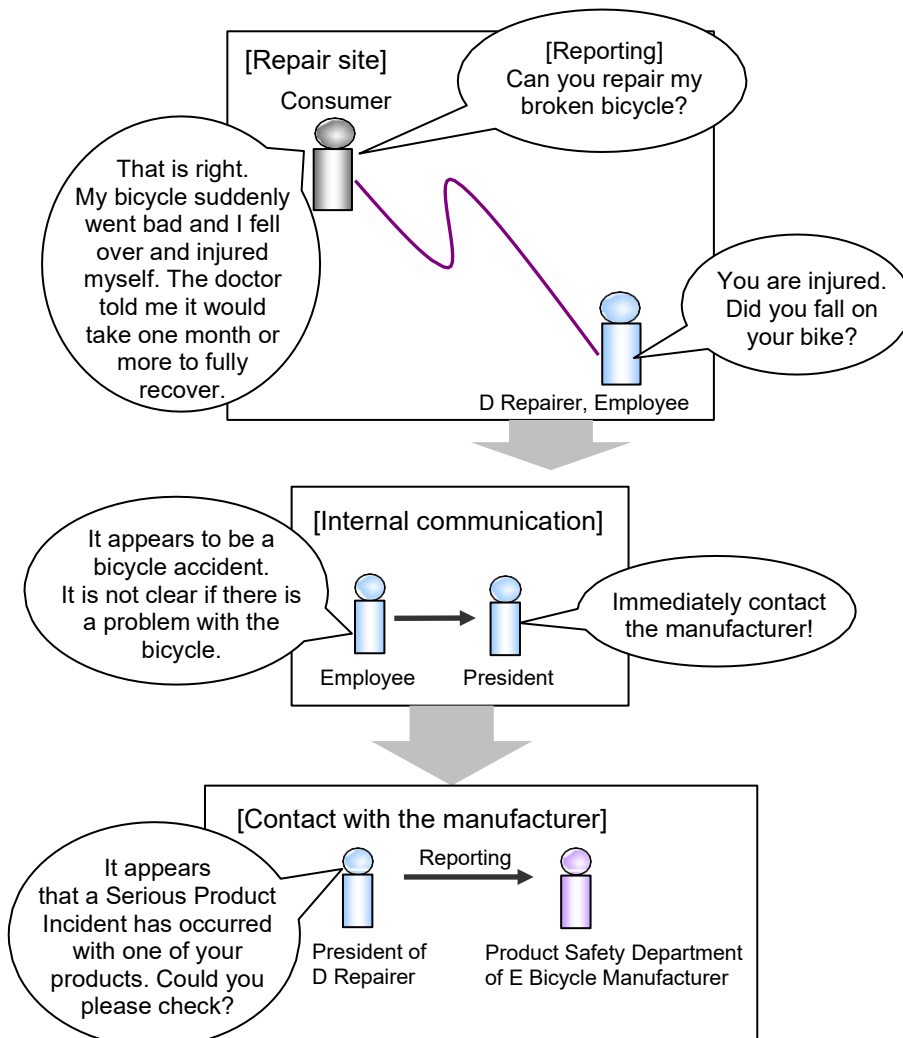 [Repair site]
Consumer
[Reporting]
Can you repair my
broken bicycle?
You are injured.
Did you fall on
your bike?
That is right.
My bicycle suddenly
went bad and I fell
over and injured
myself. The doctor
told me it would
take one month or
more to fully
recover.
D Repairer, Employee
[Internal communication]
It appears to be a
bicycle accident.
It is not clear if there is
a problem with the
bicycle.
Immediately contact
the manufacturer!
Employee
President
[Contact with the manufacturer]
It appears
that a Serious Product
Incident has occurred
with one of your
products. Could you
please check?
Reporting
President of
D Repairer
Product Safety Department
of E Bicycle Manufacturer